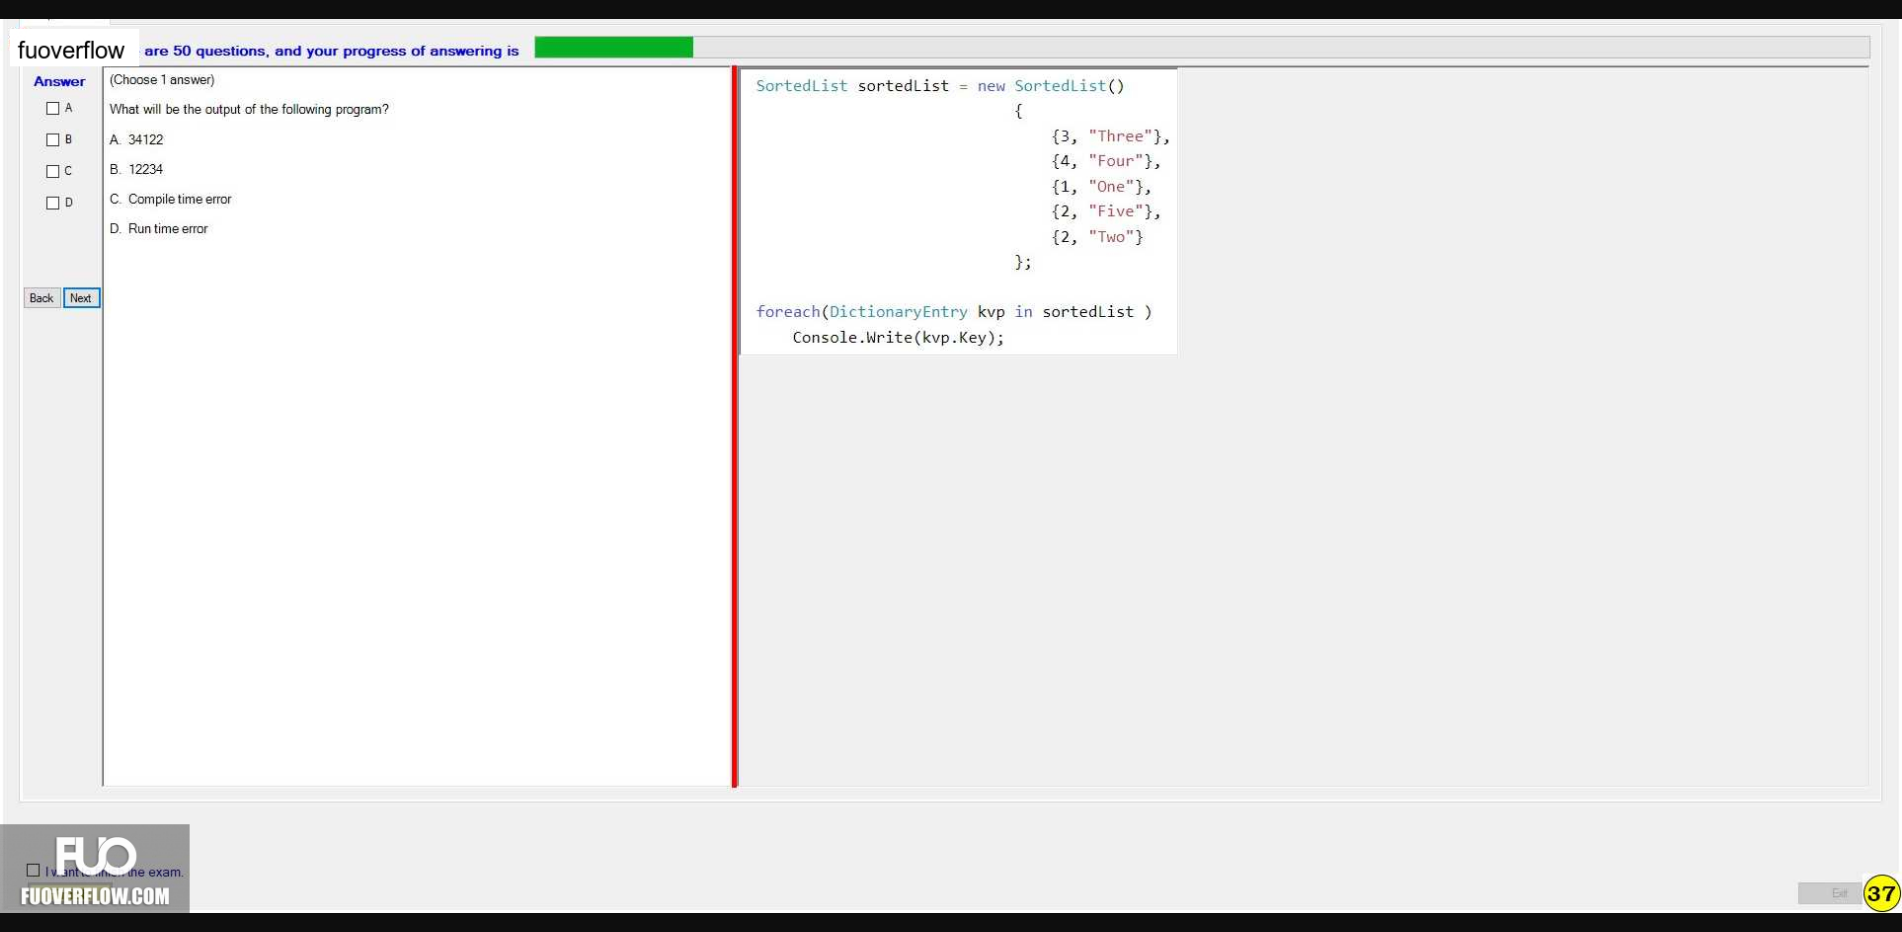 fuoverflow are 50 questions, and your progress of answering is
Answer
A
B
C
D
Back Next
(Choose 1 answer)
What will be the output of the following program?
A. 34122
B. 12234
C. Compile time error
D. Run time error
SortedList sortedList = new SortedList()
{
{3, "Three"},
{4, "Four"},
{1, "One"},
{2, "Five"},
{2, "Two"}
};
foreach(DictionaryEntry kvp in sortedList )
Console.Write(kvp.Key);
FUO
I want to finish the exam.
FUOVERFLOW.COM
Exit
37